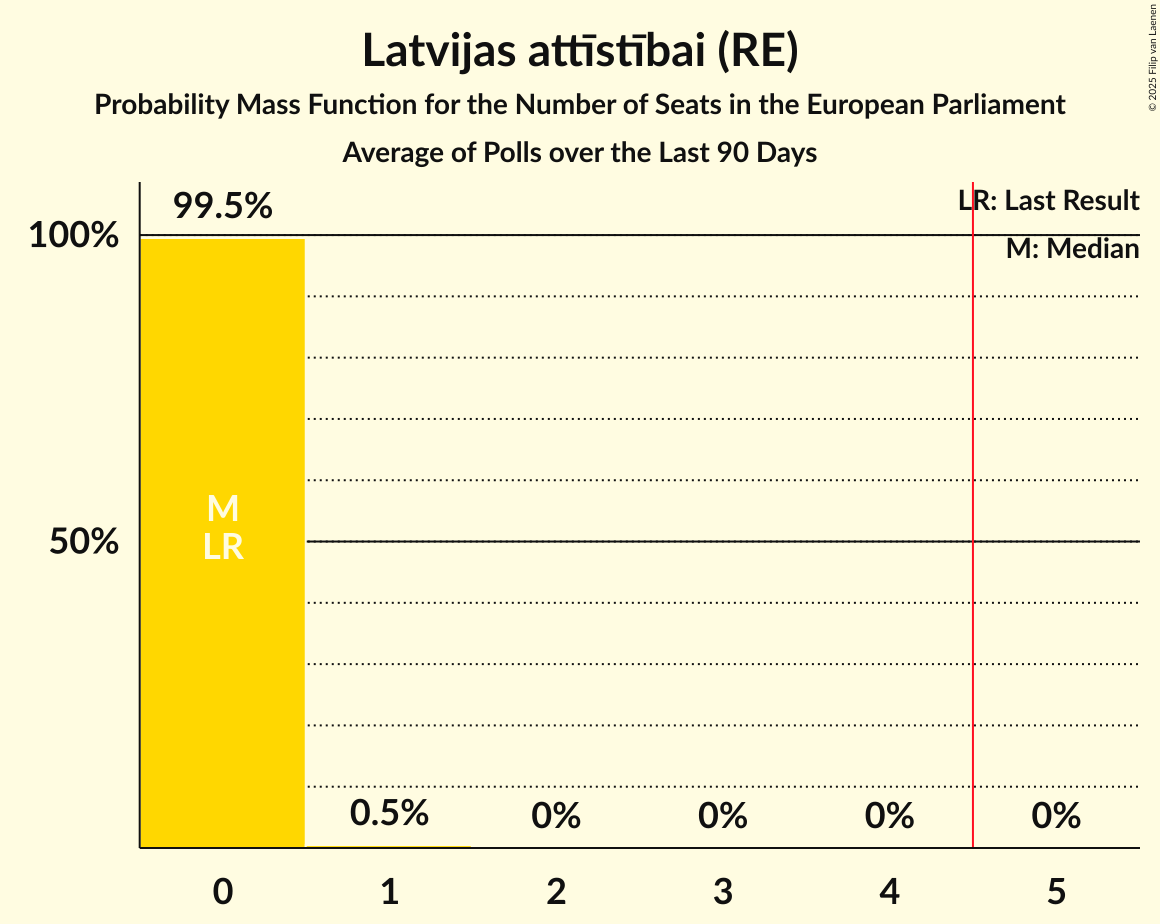 Latvijas attīstībai (RE)
Probability Mass Function for the Number of Seats in the European Parliament
Average of Polls over the Last 90 Days
© 2025 Filip van Laenen
LR: Last Result
M: Median
99.5%
100%
M
LR
50%
0.5%
0%
0%
0%
0%
0
1
2
3
4
5